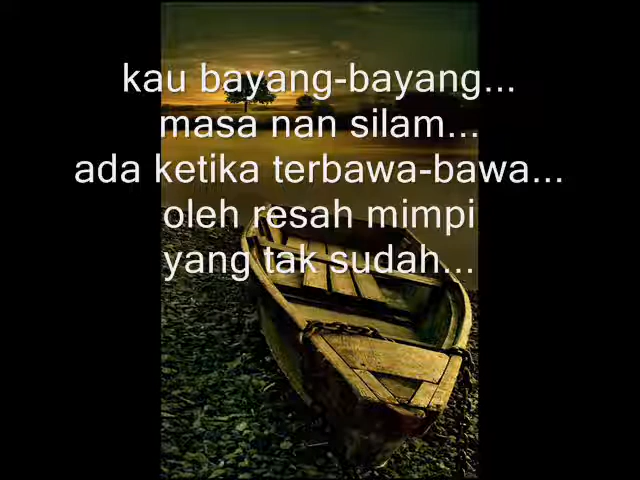 kau bayang-bayang...
masa nan silam...
ada ketika terbawa-bawa...
oleh resah mimpi
yang tak sudah...